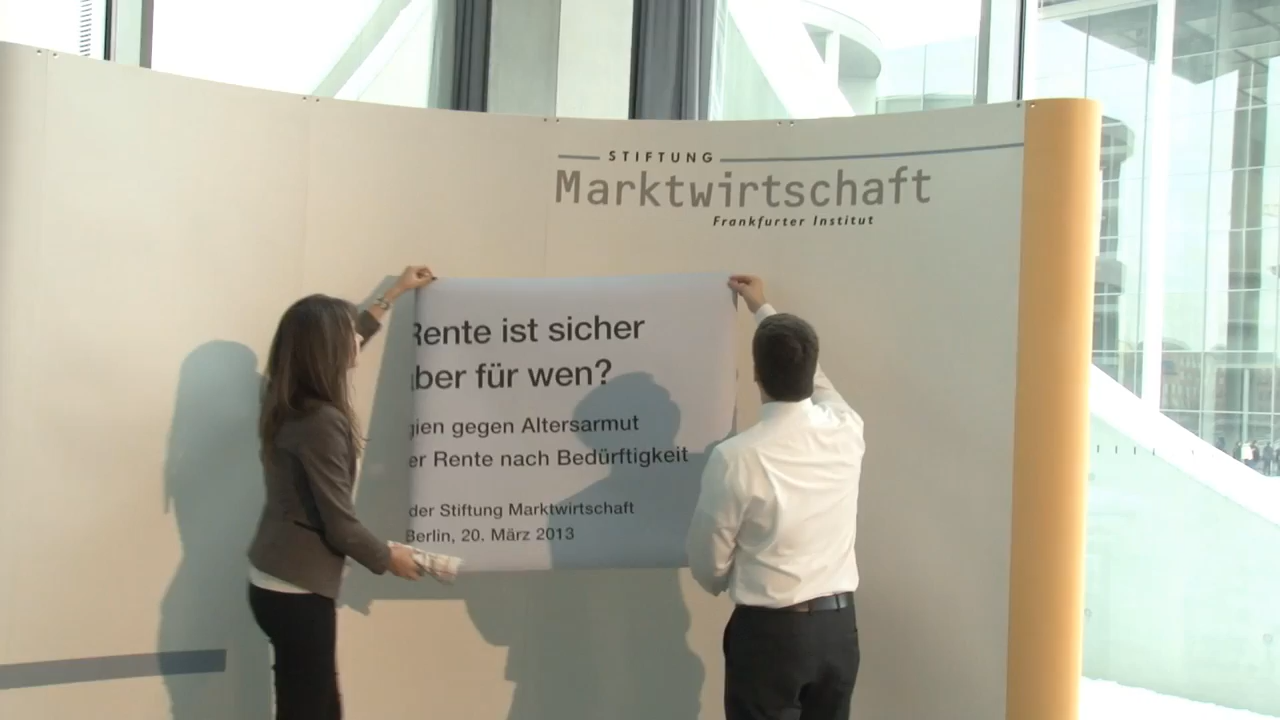 STIFTUNG
Marktwirtschaft
Frankfurter Institut
Rente ist sicher
ber für wen?
gien gegen Altersarmut
er Rente nach Bedürftigkeit
der Stiftung Marktwirtschaft
Berlin, 20. März 2013